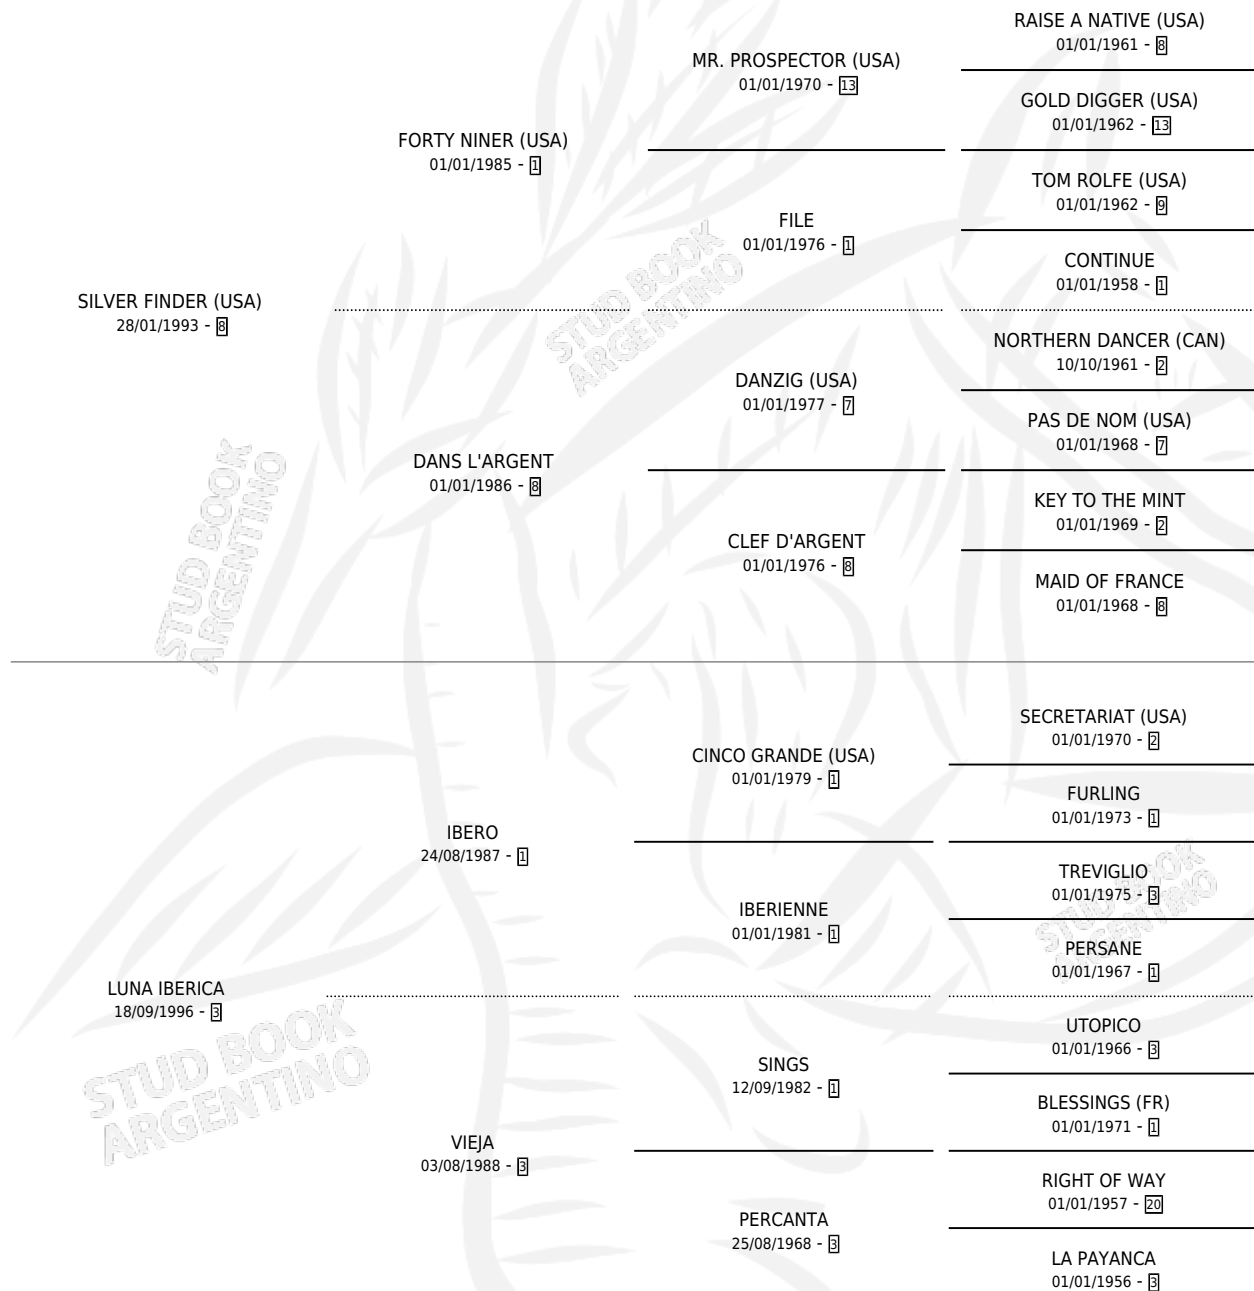 RAISE A NATIVE (USA)
01/01/1961 - 8
MR. PROSPECTOR (USA)
01/01/1970 - 13
GOLD DIGGER (USA)
01/01/1962 - 13
FORTY NINER (USA)
01/01/1985 - 1
TOM ROLFE (USA)
01/01/1962 - 9
FILE
01/01/1976 - 1
CONTINUE
01/01/1958 - 1
SILVER FINDER (USA)
28/01/1993 - 8
NORTHERN DANCER (CAN)
10/10/1961 - 2
DANZIG (USA)
01/01/1977 - 7
PAS DE NOM (USA)
01/01/1968 - 7
DANS L'ARGENT
01/01/1986 - 8
KEY TO THE MINT
01/01/1969 - 2
CLEF D'ARGENT
01/01/1976 - 8
MAID OF FRANCE
01/01/1968 - 8
SECRETARIAT (USA)
01/01/1970 - 2
CINCO GRANDE (USA)
01/01/1979 - 1
FURLING
01/01/1973 - 1
IBERO
24/08/1987 - 1
TREVIGLIO
01/01/1975 - 3
IBERIENNE
01/01/1981 - 1
PERSANE
01/01/1967 - 1
LUNA IBERICA
18/09/1996 - 3
UTOPICO
01/01/1966 - 3
SINGS
12/09/1982 - 1
BLESSINGS (FR)
01/01/1971 - 1
VIEJA
03/08/1988 - 3
RIGHT OF WAY
01/01/1957 - 20
PERCANTA
25/08/1968 - 3
LA PAYANCA
01/01/1956 - 3
STUD BOOK
ARGENTINO
STUD BOOK
ARGENTINO
STUD BOOK
ARGENTINO
STUD BOOK
ARGENTINO